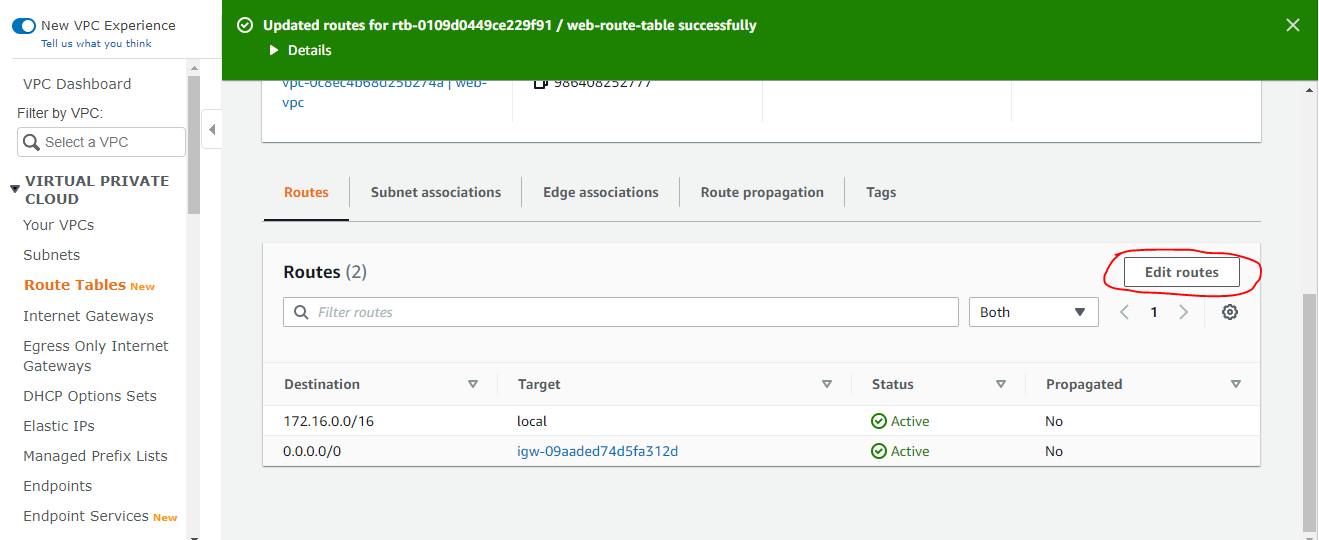 New VPC Experience
Tell us what you think
VPC Dashboard
Filter by VPC:
Select a VPC
VIRTUAL PRIVATE
CLOUD
Your VPCs
Subnets
Route Tables New
Internet Gateways
Egress Only Internet
Gateways
DHCP Options Sets
Elastic IPs
Managed Prefix Lists
Endpoints
Endpoint Services New
Updated routes for rtb-0109d0449ce229f91 / web-route-table successfully
Details
vpc-0c8ec4b68d25b274a | web-
vpc
986408252777
Routes
Subnet associations
Edge associations
Route propagation
Tags
Routes (2)
Edit routes
Filter routes
Both
1
Destination Target Status Propagated
172.16.0.0/16 local Active No
0.0.0.0/0 igw-09aaded74d5fa312d Active No